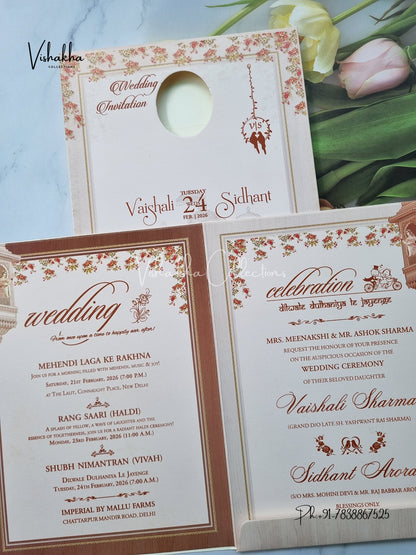 Vishakha
COLLECTIONS
Wedding
Invitation
V|S
TUESDAY
Vaishali 24 Sidhant
FEB. | 2026
Vishakha Collections
wedding
From once upon a time to happily ever after!
MEHENDI LAGA KE RAKHNA
JOIN US FOR A MORNING FILLED WITH MEHENDI, MUSIC & JOY!
SATURDAY, 21ST FEBRUARY, 2026 (7:00 P.M.)
AT THE LALIT, CONNAUGHT PLACE, NEW DELHI
RANG SAARI (HALDI)
A SPLASH OF YELLOW, A WAVE OF LAUGHTER AND THE
ESSENCE OF TOGETHERNESS, JOIN US FOR A RADIANT HALDI CEREMONY!
MONDAY, 23RD FEBRUARY, 2026 (7:00 P.M.)
SHUBH NIMANTRAN (VIVAH)
DILWALE DULHANIA LE JAYENGE
TUESDAY, 24TH FEBRUARY, 2026 (7:00 A.M.)
IMPERIAL BY MALLU FARMS
CHATTARPUR MANDIR ROAD, DELHI
celebration
dilwale dulhaniya le jayenge
MRS. MEENAKSHI & MR. ASHOK SHARMA
REQUEST THE HONOUR OF YOUR PRESENCE
ON THE AUSPICIOUS OCCASION OF THE
WEDDING CEREMONY
OF THEIR BELOVED DAUGHTER
Vaishali Sharma
(GRAND D/O LATE SH. YASHWANT RAI SHARMA)
Sidhant Arora
(S/O MRS. MOHINI DEVI & MR. RAJ BABBAR ARORA
BLESSINGS ONLY
Ph:+91-7838867525